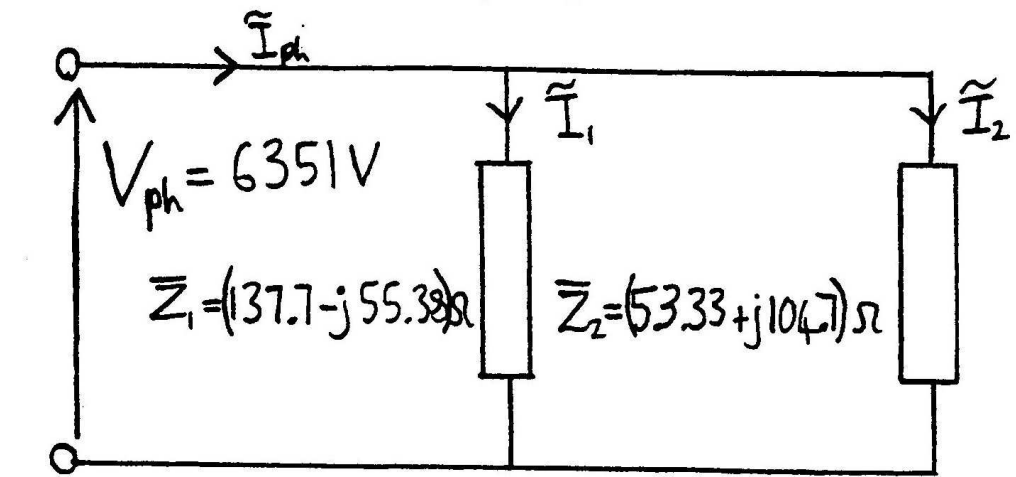 Ĩph
Ĩ₁
Ĩ₂
Vph = 6351V
Z̅₁=(137.7-j55.38)Ω
Z̅₂=(53.33+j104.7)Ω